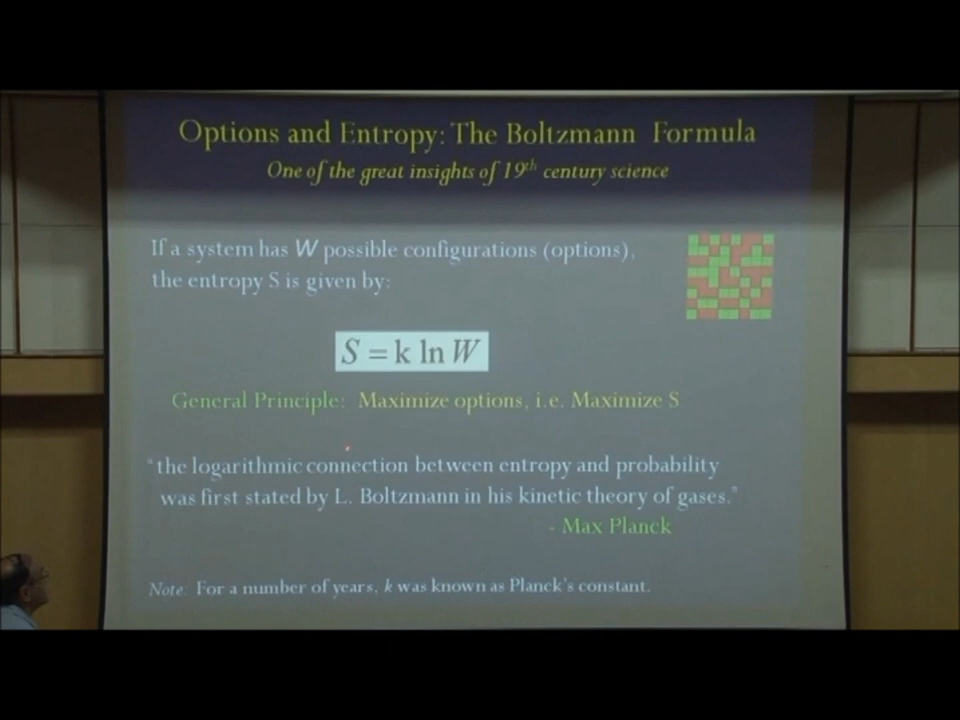 Options and Entropy: The Boltzmann Formula
One of the great insights of 19th century science
If a system has W possible configurations (options),
the entropy S is given by:
S = k ln W
General Principle: Maximize options, i.e. Maximize S
"the logarithmic connection between entropy and probability
was first stated by L. Boltzmann in his kinetic theory of gases."
- Max Planck
Note: For a number of years, k was known as Planck's constant.